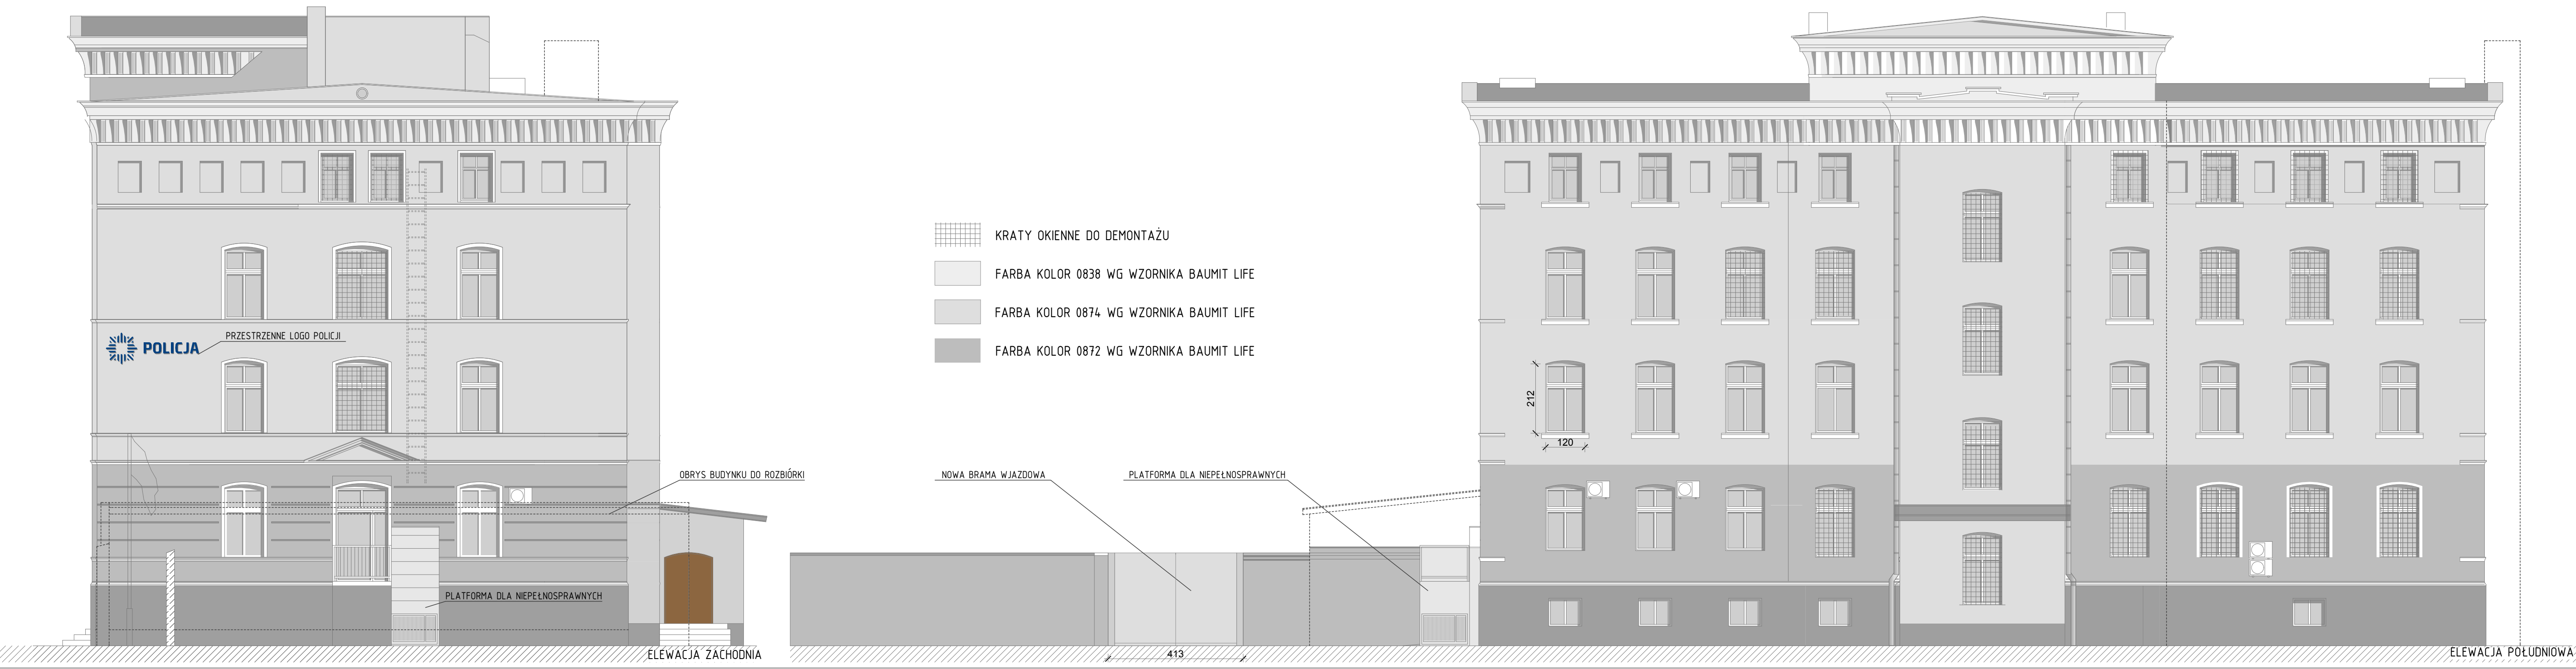 KRATY OKIENNE DO DEMONTAŻU
FARBA KOLOR 0838 WG WZORNIKA BAUMIT LIFE
FARBA KOLOR 0874 WG WZORNIKA BAUMIT LIFE
FARBA KOLOR 0872 WG WZORNIKA BAUMIT LIFE
PRZESTRZENNE LOGO POLICJI
POLICJA
212
120
OBRYS BUDYNKU DO ROZBIÓRKI
NOWA BRAMA WJAZDOWA
PLATFORMA DLA NIEPEŁNOSPRAWNYCH
PLATFORMA DLA NIEPEŁNOSPRAWNYCH
ELEWACJA ZACHODNIA
413
ELEWACJA POŁUDNIOWA